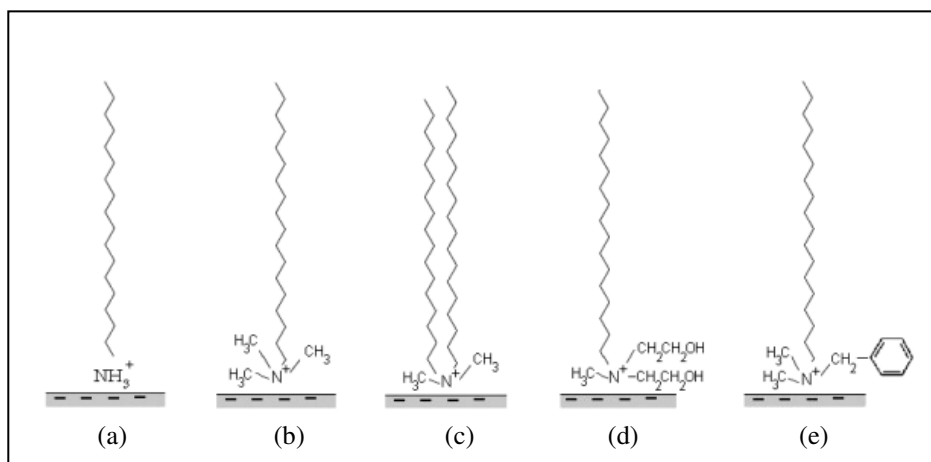 NH₃⁺
H₃C
CH₃
H₃C N⁺
CH₃
H₃C N⁺
CH₂CH₂OH
H₃C N⁺ CH₂CH₂OH
H₃C CH₂
H₃C N⁺
(a) (b) (c) (d) (e)